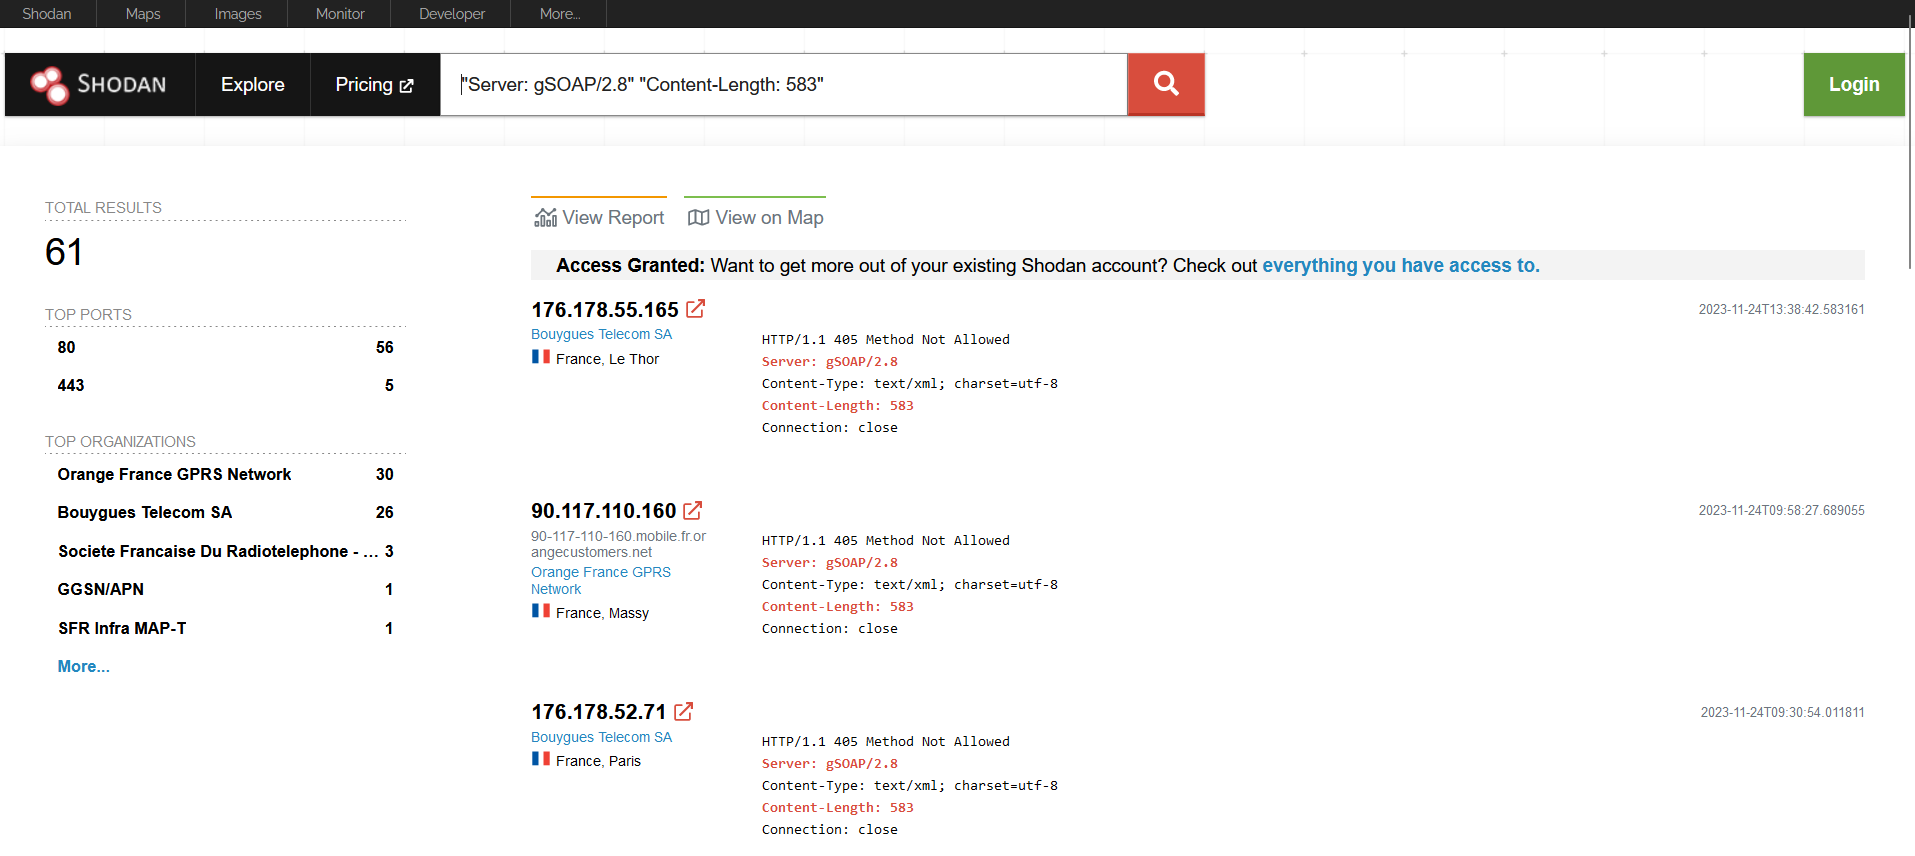 Shodan Maps Images Monitor Developer More...
SHODAN Explore Pricing "Server: gSOAP/2.8" "Content-Length: 583" Login
TOTAL RESULTS
61
TOP PORTS
80 56
443 5
TOP ORGANIZATIONS
Orange France GPRS Network 30
Bouygues Telecom SA 26
Societe Francaise Du Radiotelephone - ... 3
GGSN/APN 1
SFR Infra MAP-T 1
More...
View Report View on Map
Access Granted: Want to get more out of your existing Shodan account? Check out everything you have access to.
176.178.55.165 2023-11-24T13:38:42.583161
Bouygues Telecom SA
France, Le Thor
HTTP/1.1 405 Method Not Allowed
Server: gSOAP/2.8
Content-Type: text/xml; charset=utf-8
Content-Length: 583
Connection: close
90.117.110.160 2023-11-24T09:58:27.689055
90-117-110-160.mobile.fr.or
angecustomers.net
Orange France GPRS
Network
France, Massy
HTTP/1.1 405 Method Not Allowed
Server: gSOAP/2.8
Content-Type: text/xml; charset=utf-8
Content-Length: 583
Connection: close
176.178.52.71 2023-11-24T09:30:54.011811
Bouygues Telecom SA
France, Paris
HTTP/1.1 405 Method Not Allowed
Server: gSOAP/2.8
Content-Type: text/xml; charset=utf-8
Content-Length: 583
Connection: close